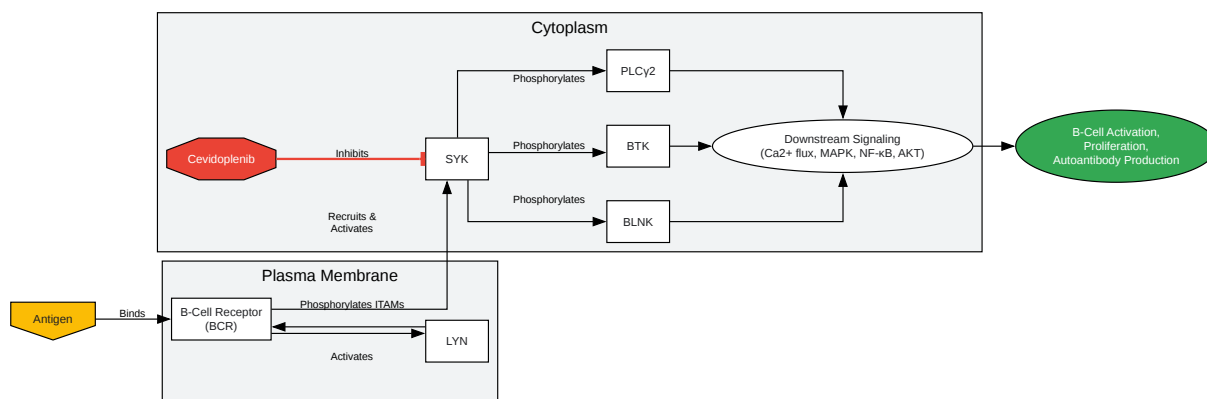 Cytoplasm
PLCγ2
Phosphorylates
Cevidoplenib
Inhibits
SYK
Phosphorylates
BTK
Downstream Signaling
(Ca2+ flux, MAPK, NF-κB, AKT)
B-Cell Activation,
Proliferation,
Autoantibody Production
Phosphorylates
BLNK
Recruits &
Activates
Plasma Membrane
Antigen
Binds
B-Cell Receptor
(BCR)
Phosphorylates ITAMs
LYN
Activates